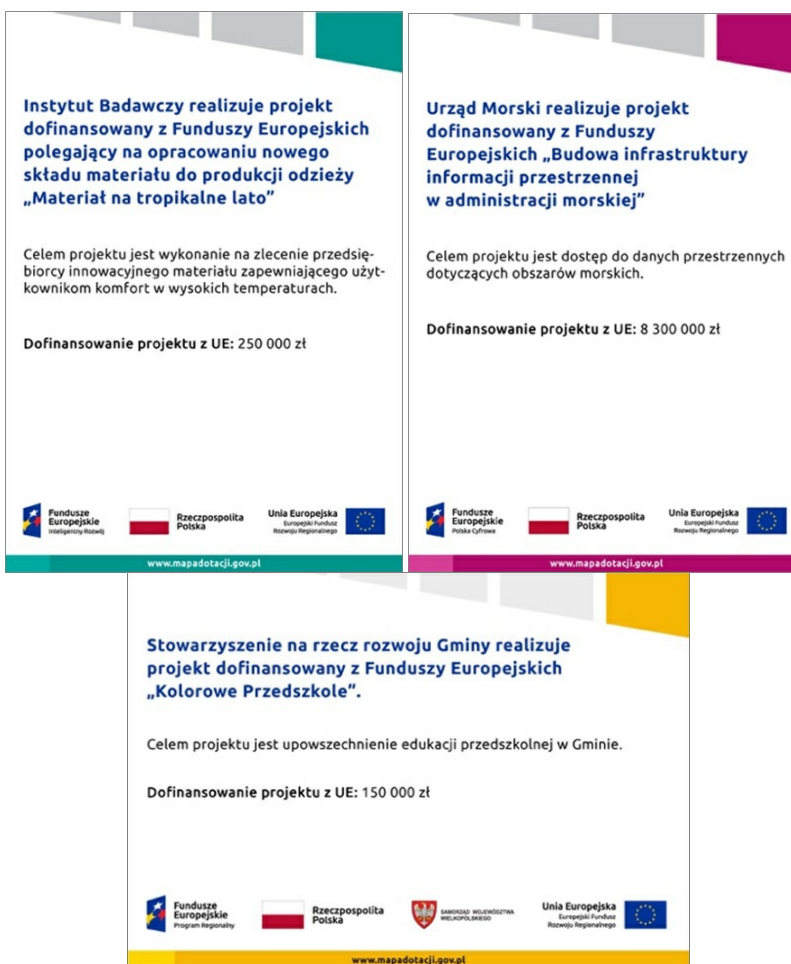 Instytut Badawczy realizuje projekt
dofinansowany z Funduszy Europejskich
polegający na opracowaniu nowego
składu materiału do produkcji odzieży
„Materiał na tropikalne lato”
Celem projektu jest wykonanie na zlecenie przedsię-
biorcy innowacyjnego materiału zapewniającego użyt-
kownikom komfort w wysokich temperaturach.
Dofinansowanie projektu z UE: 250 000 zł
Fundusze
Europejskie
Inteligentny Rozwój
Rzeczpospolita
Polska
Unia Europejska
Europejski Fundusz
Rozwoju Regionalnego
www.mapadotacji.gov.pl
Urząd Morski realizuje projekt
dofinansowany z Funduszy
Europejskich „Budowa infrastruktury
informacji przestrzennej
w administracji morskiej”
Celem projektu jest dostęp do danych przestrzennych
dotyczących obszarów morskich.
Dofinansowanie projektu z UE: 8 300 000 zł
Fundusze
Europejskie
Polska Cyfrowa
Rzeczpospolita
Polska
Unia Europejska
Europejski Fundusz
Rozwoju Regionalnego
www.mapadotacji.gov.pl
Stowarzyszenie na rzecz rozwoju Gminy realizuje
projekt dofinansowany z Funduszy Europejskich
„Kolorowe Przedszkole”.
Celem projektu jest upowszechnienie edukacji przedszkolnej w Gminie.
Dofinansowanie projektu z UE: 150 000 zł
Fundusze
Europejskie
Program Regionalny
Rzeczpospolita
Polska
SAMORZĄD WOJEWÓDZTWA
WIELKOPOLSKIEGO
Unia Europejska
Europejski Fundusz
Rozwoju Regionalnego
www.mapadotacji.gov.pl